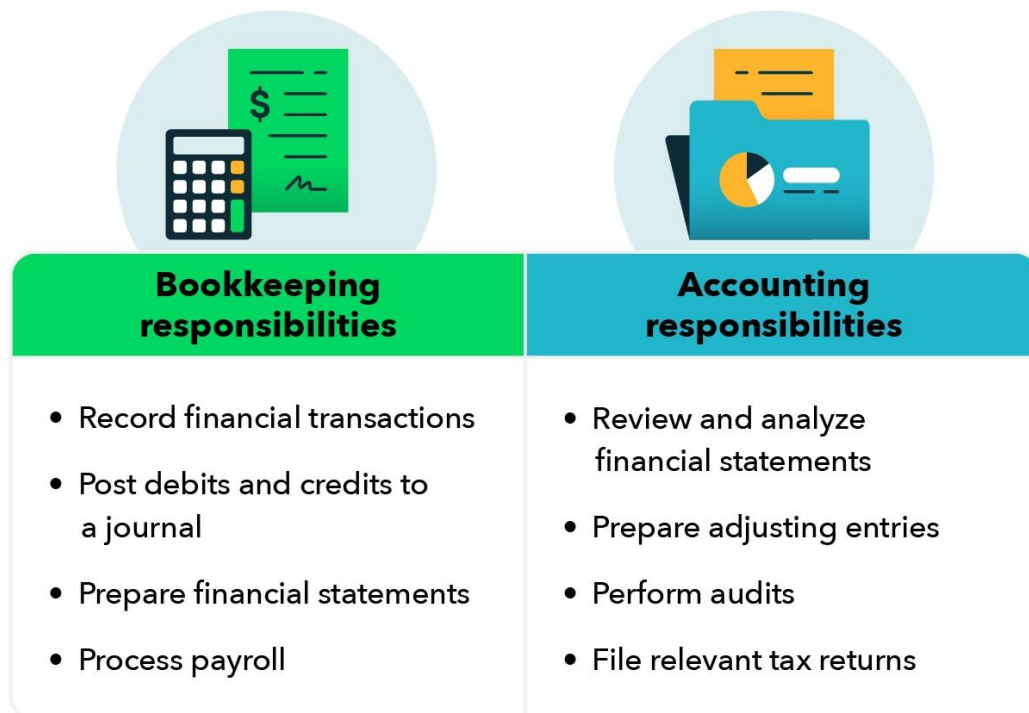 $
Bookkeeping
responsibilities
• Record financial transactions
• Post debits and credits to
a journal
• Prepare financial statements
• Process payroll
Accounting
responsibilities
• Review and analyze
financial statements
• Prepare adjusting entries
• Perform audits
• File relevant tax returns